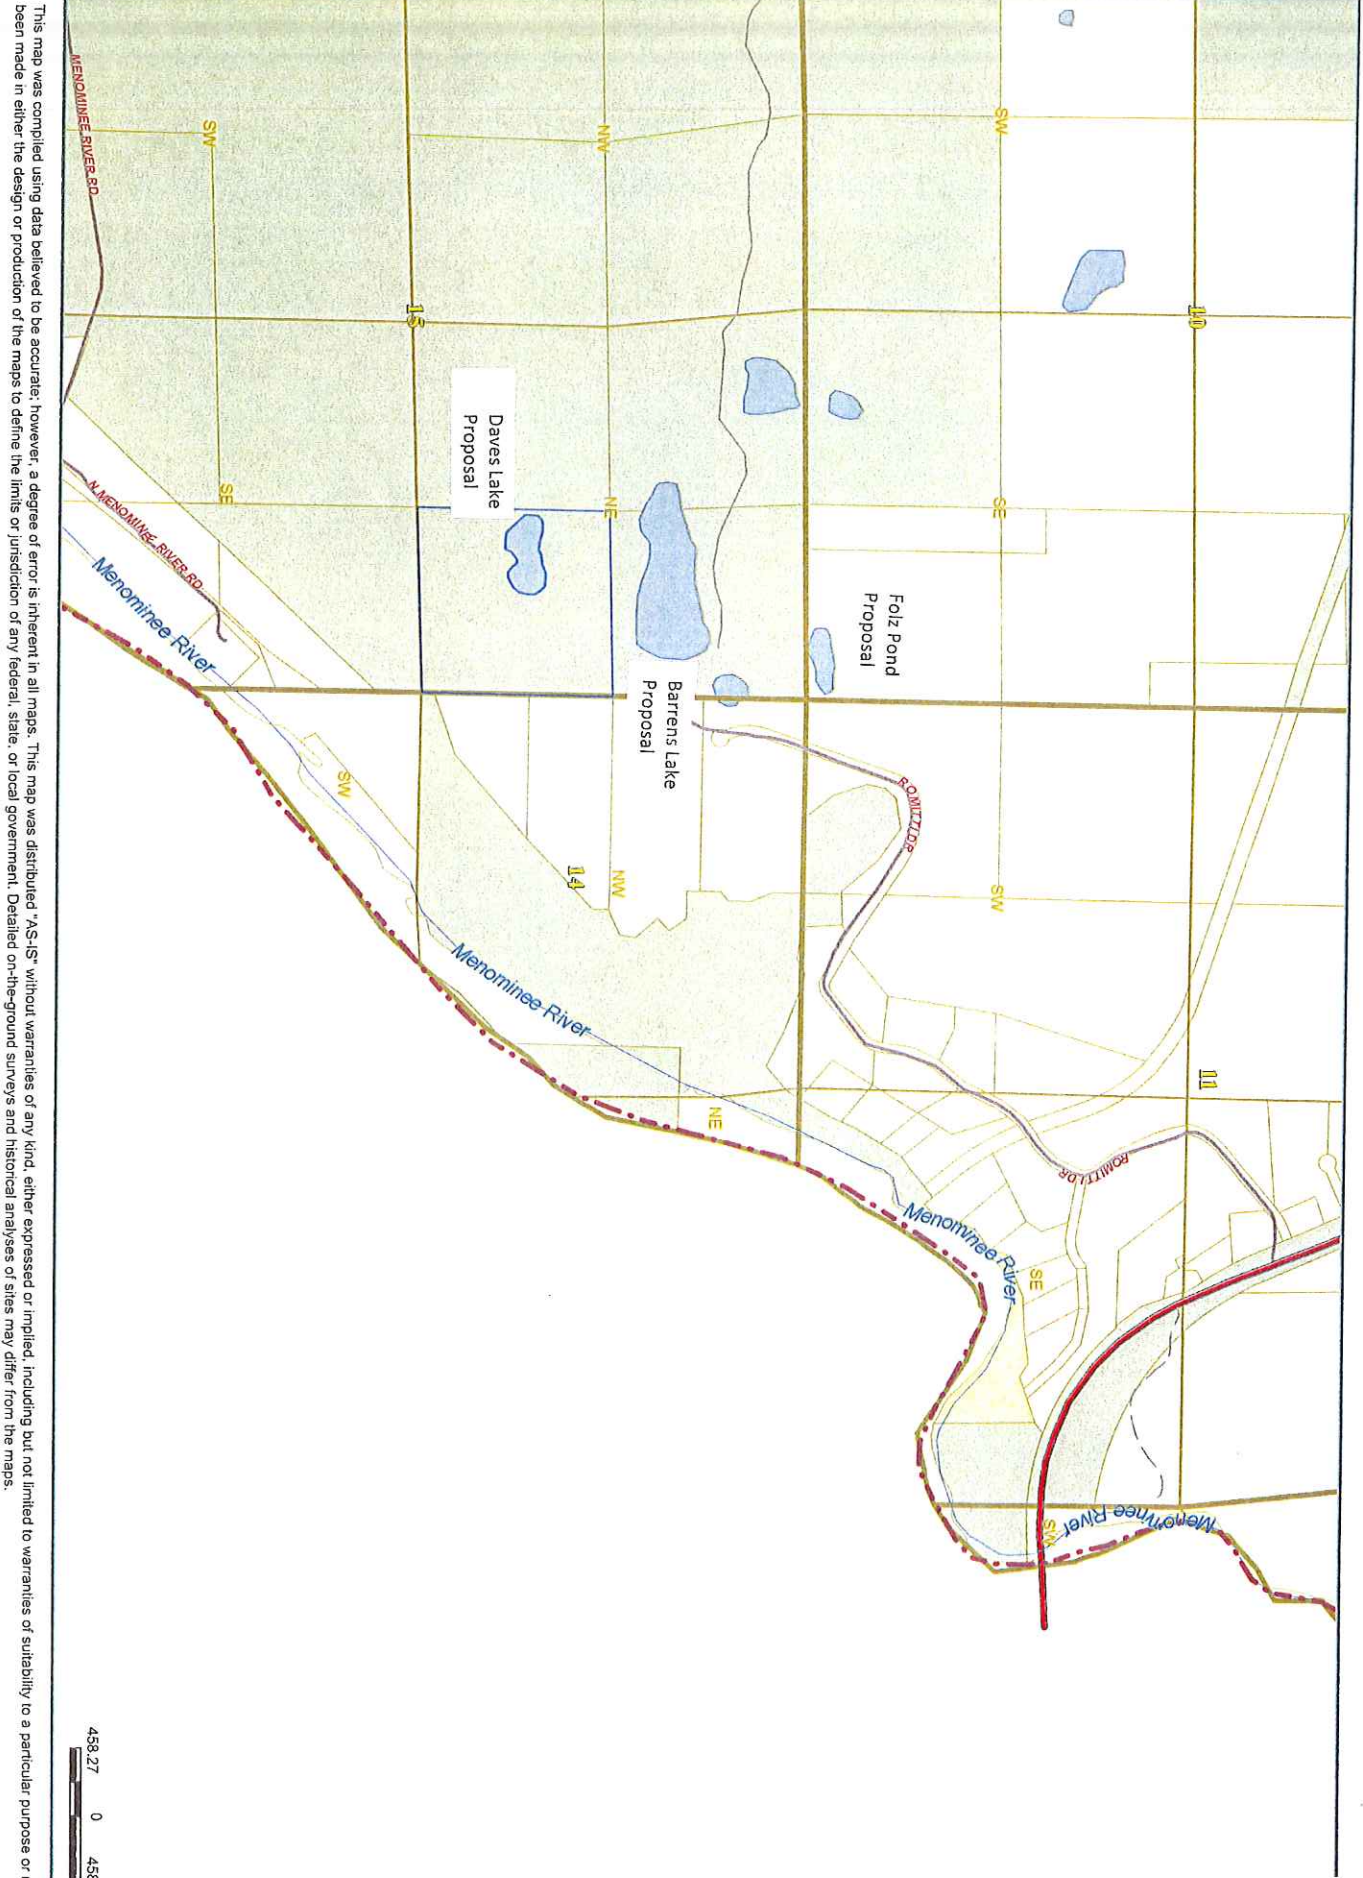 10
11
SW
SE
SW
SE
SW
ROMITI DR
ROMITI DR
Folz Pond
Proposal
Menominee River
Menominee River
Barrens Lake
Proposal
NW
NE
NW
NE
14
Daves Lake
Proposal
15
Menominee River
SW
SE
SW
MENOMINEE RIVER RD
N MENOMINEE RIVER RD
Menominee River
458.27 0 458
This map was compiled using data believed to be accurate; however, a degree of error is inherent in all maps. This map was distributed "AS-IS" without warranties of any kind, either expressed or implied, including but not limited to warranties of suitability to a particular purpose or
been made in either the design or production of the maps to define the limits or jurisdiction of any federal, state, or local government. Detailed on-the-ground surveys and historical analyses of sites may differ from the maps.